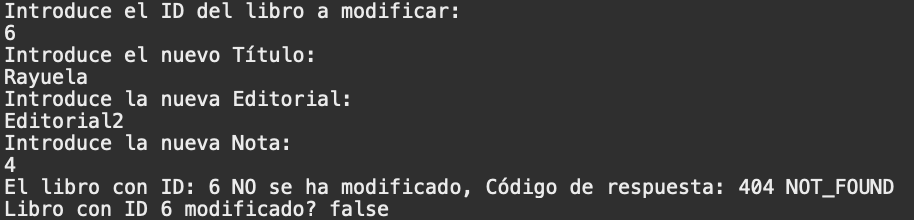 Introduce el ID del libro a modificar:
6
Introduce el nuevo Título:
Rayuela
Introduce la nueva Editorial:
Editorial2
Introduce la nueva Nota:
4
El libro con ID: 6 NO se ha modificado, Código de respuesta: 404 NOT_FOUND
Libro con ID 6 modificado? false